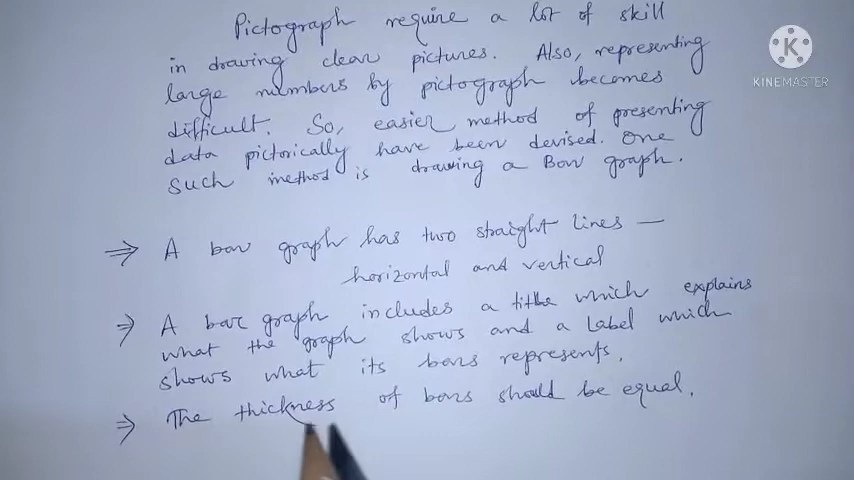 Pictograph require a lot of skill
in drawing clear pictures. Also, representing
large numbers by pictograph becomes
difficult. So, easier method of presenting
data pictorically have been devised. One
such method is drawing a Bar graph.
⇒ A bar graph has two straight lines —
horizontal and vertical
⇒ A bar graph includes a title which explains
what the graph shows and a label which
shows what its bars represents.
⇒ The thickness of bars should be equal.
K
KINEMASTER